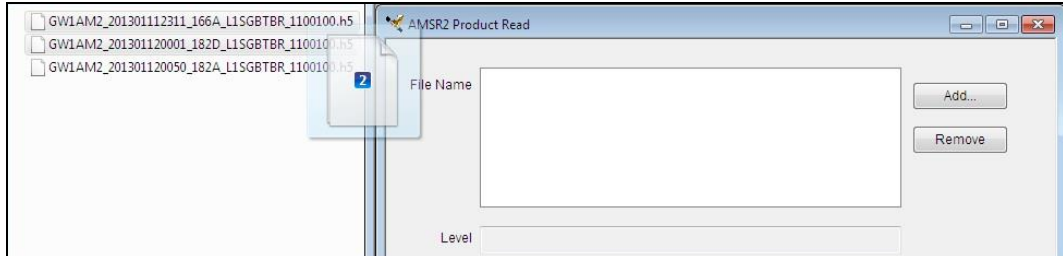 GW1AM2_201301112311_166A_L1SGBTBR_1100100.h5
GW1AM2_201301120001_182D_L1SGBTBR_1100100.h5
GW1AM2_201301120050_182A_L1SGBTBR_1100100.h5
2
AMSR2 Product Read
File Name
Add...
Remove
Level